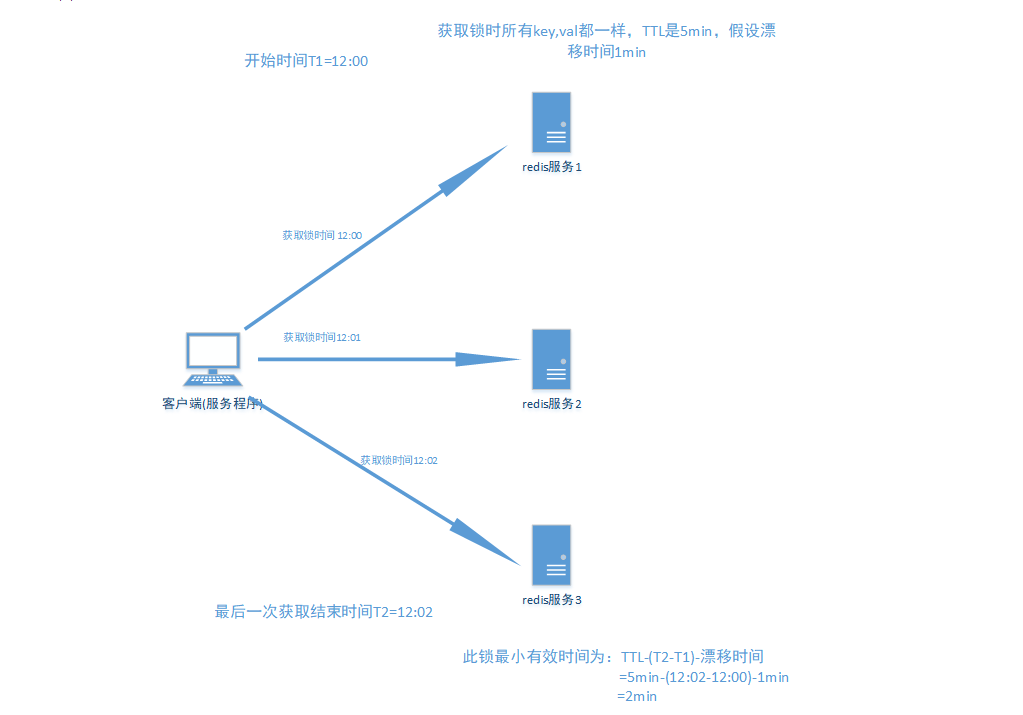 获取锁时所有key,val都一样，TTL是5min，假设漂
移时间1min
开始时间T1=12:00
redis服务1
获取锁时间 12:00
获取锁时间12:01
客户端(服务程序)
redis服务2
获取锁时间12:02
redis服务3
最后一次获取结束时间T2=12:02
此锁最小有效时间为：TTL-(T2-T1)-漂移时间
=5min-(12:02-12:00)-1min
=2min